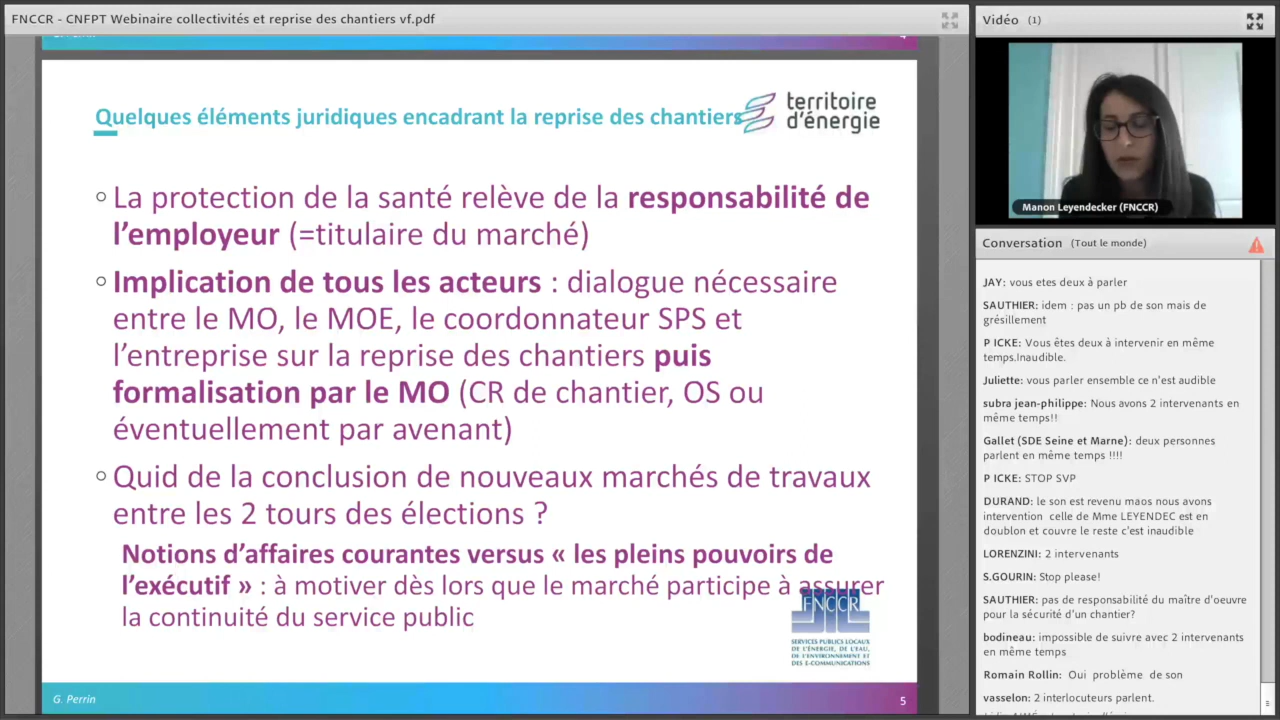 FNCCR - CNFPT Webinaire collectivités et reprise des chantiers vf.pdf
Quelques éléments juridiques encadrant la reprise des chantiers
territoire
d'énergie
La protection de la santé relève de la responsabilité de
l'employeur (=titulaire du marché)
Implication de tous les acteurs : dialogue nécessaire
entre le MO, le MOE, le coordonnateur SPS et
l'entreprise sur la reprise des chantiers puis
formalisation par le MO (CR de chantier, OS ou
éventuellement par avenant)
Quid de la conclusion de nouveaux marchés de travaux
entre les 2 tours des élections ?
Notions d'affaires courantes versus « les pleins pouvoirs de
l'exécutif » : à motiver dès lors que le marché participe à assurer
la continuité du service public
FNCCR
SERVICES PUBLICS LOCAUX
DE L'ÉNERGIE, DE L'EAU,
DE L'ENVIRONNEMENT ET
DES E-COMMUNICATIONS
G. Perrin
5
Vidéo (1)
Manon Leyendecker (FNCCR)
Conversation (Tout le monde)
JAY: vous etes deux à parler
SAUTHIER: idem : pas un pb de son mais de
grésillement
P ICKE: Vous êtes deux à intervenir en même
temps.Inaudible.
Juliette: vous parler ensemble ce n'est audible
subra jean-philippe: Nous avons 2 intervenants en
même temps!!
Gallet (SDE Seine et Marne): deux personnes
parlent en même temps !!!!
P ICKE: STOP SVP
DURAND: le son est revenu maos nous avons
intervention celle de Mme LEYENDEC est en
doublon et couvre le reste c'est inaudible
LORENZINI: 2 intervenants
S.GOURIN: Stop please!
SAUTHIER: pas de responsabilité du maître d'oeuvre
pour la sécurité d'un chantier?
bodineau: impossible de suivre avec 2 intervenants
en même temps
Romain Rollin: Oui problème de son
vasselon: 2 interlocuteurs parlent.